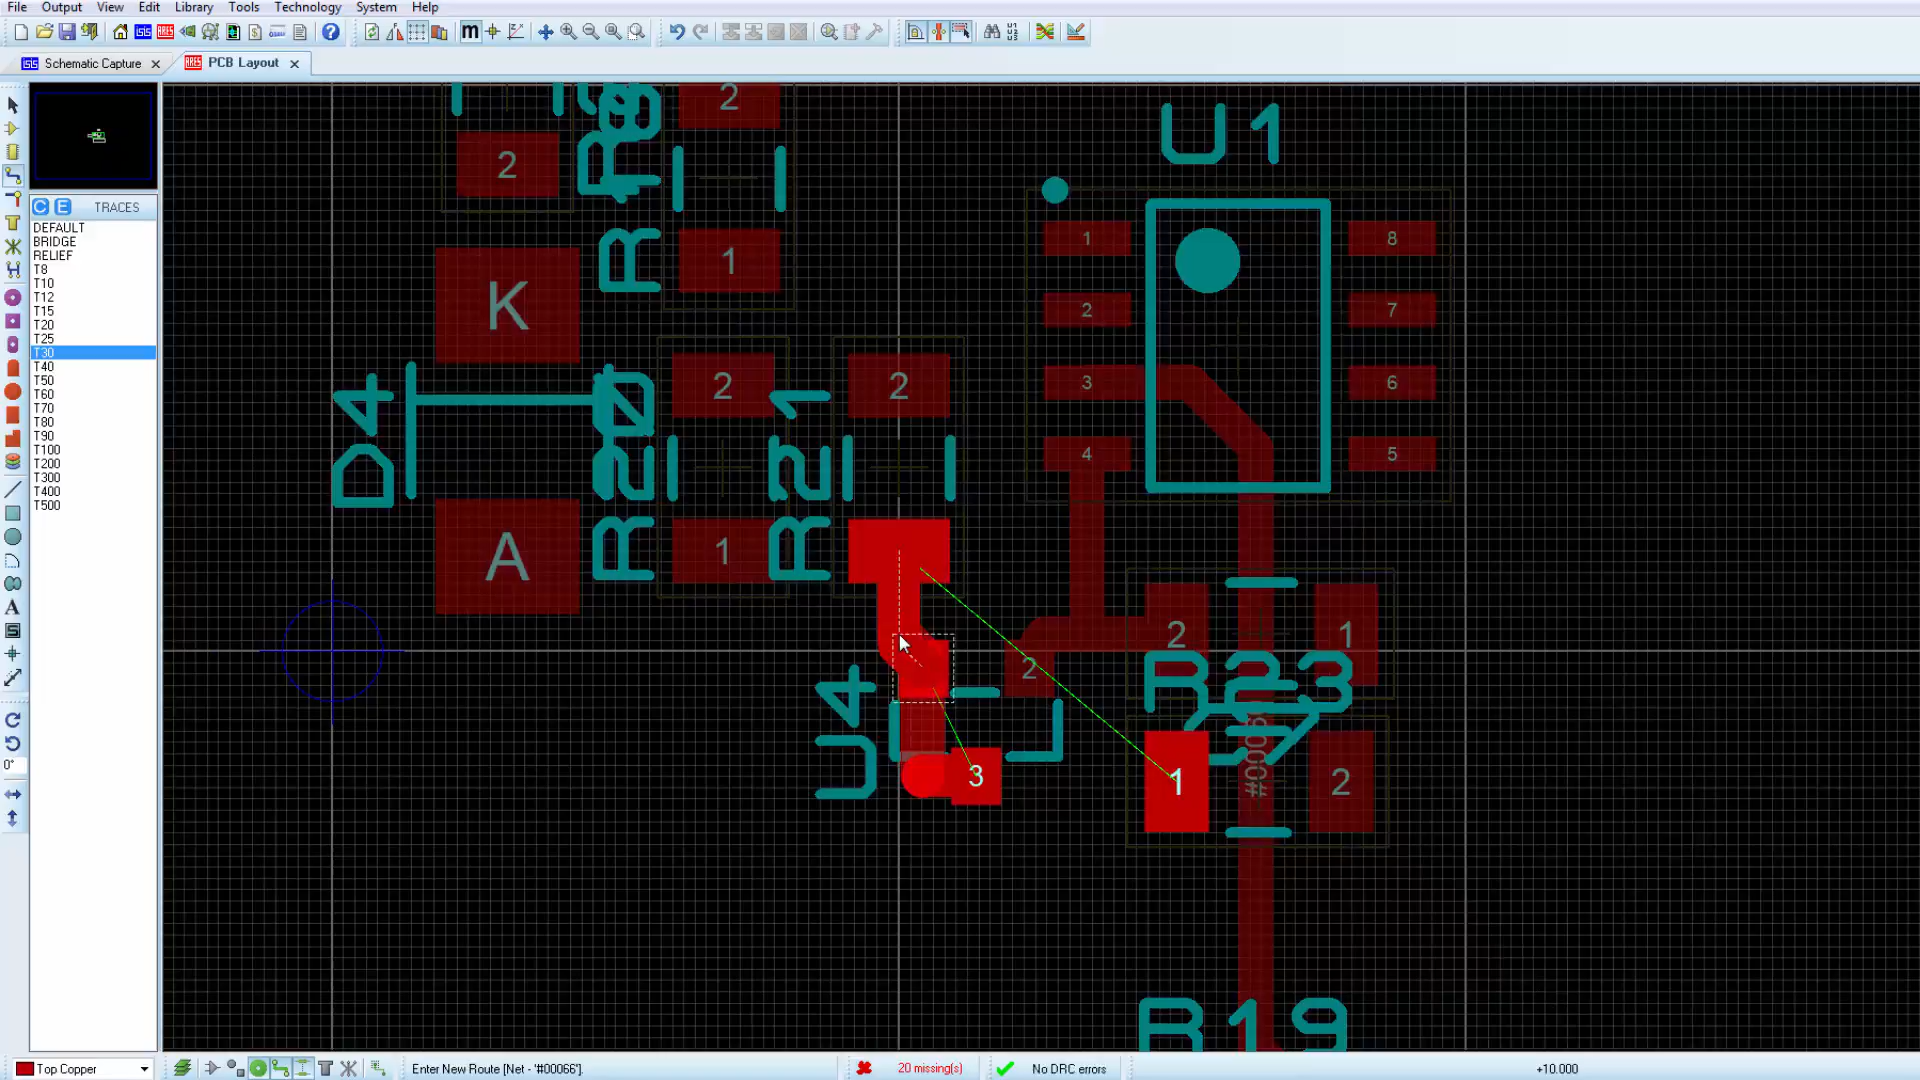 File Output View Edit Library Tools Technology System Help
Schematic Capture
PCB Layout
C E TRACES
DEFAULT
BRIDGE
RELIEF
T8
T10
T12
T15
T20
T25
T30
T40
T50
T60
T70
T80
T90
T100
T200
T300
T400
T500
0°
2
U1
2
1
8
K
1
2
7
D4
2
R21
2
3
6
4
5
A
1
2
1
2
R23
U4
3
1
2
R19
Top Copper
Enter New Route [Net - '#00066'].
20 missing(s)
No DRC errors
+10.000